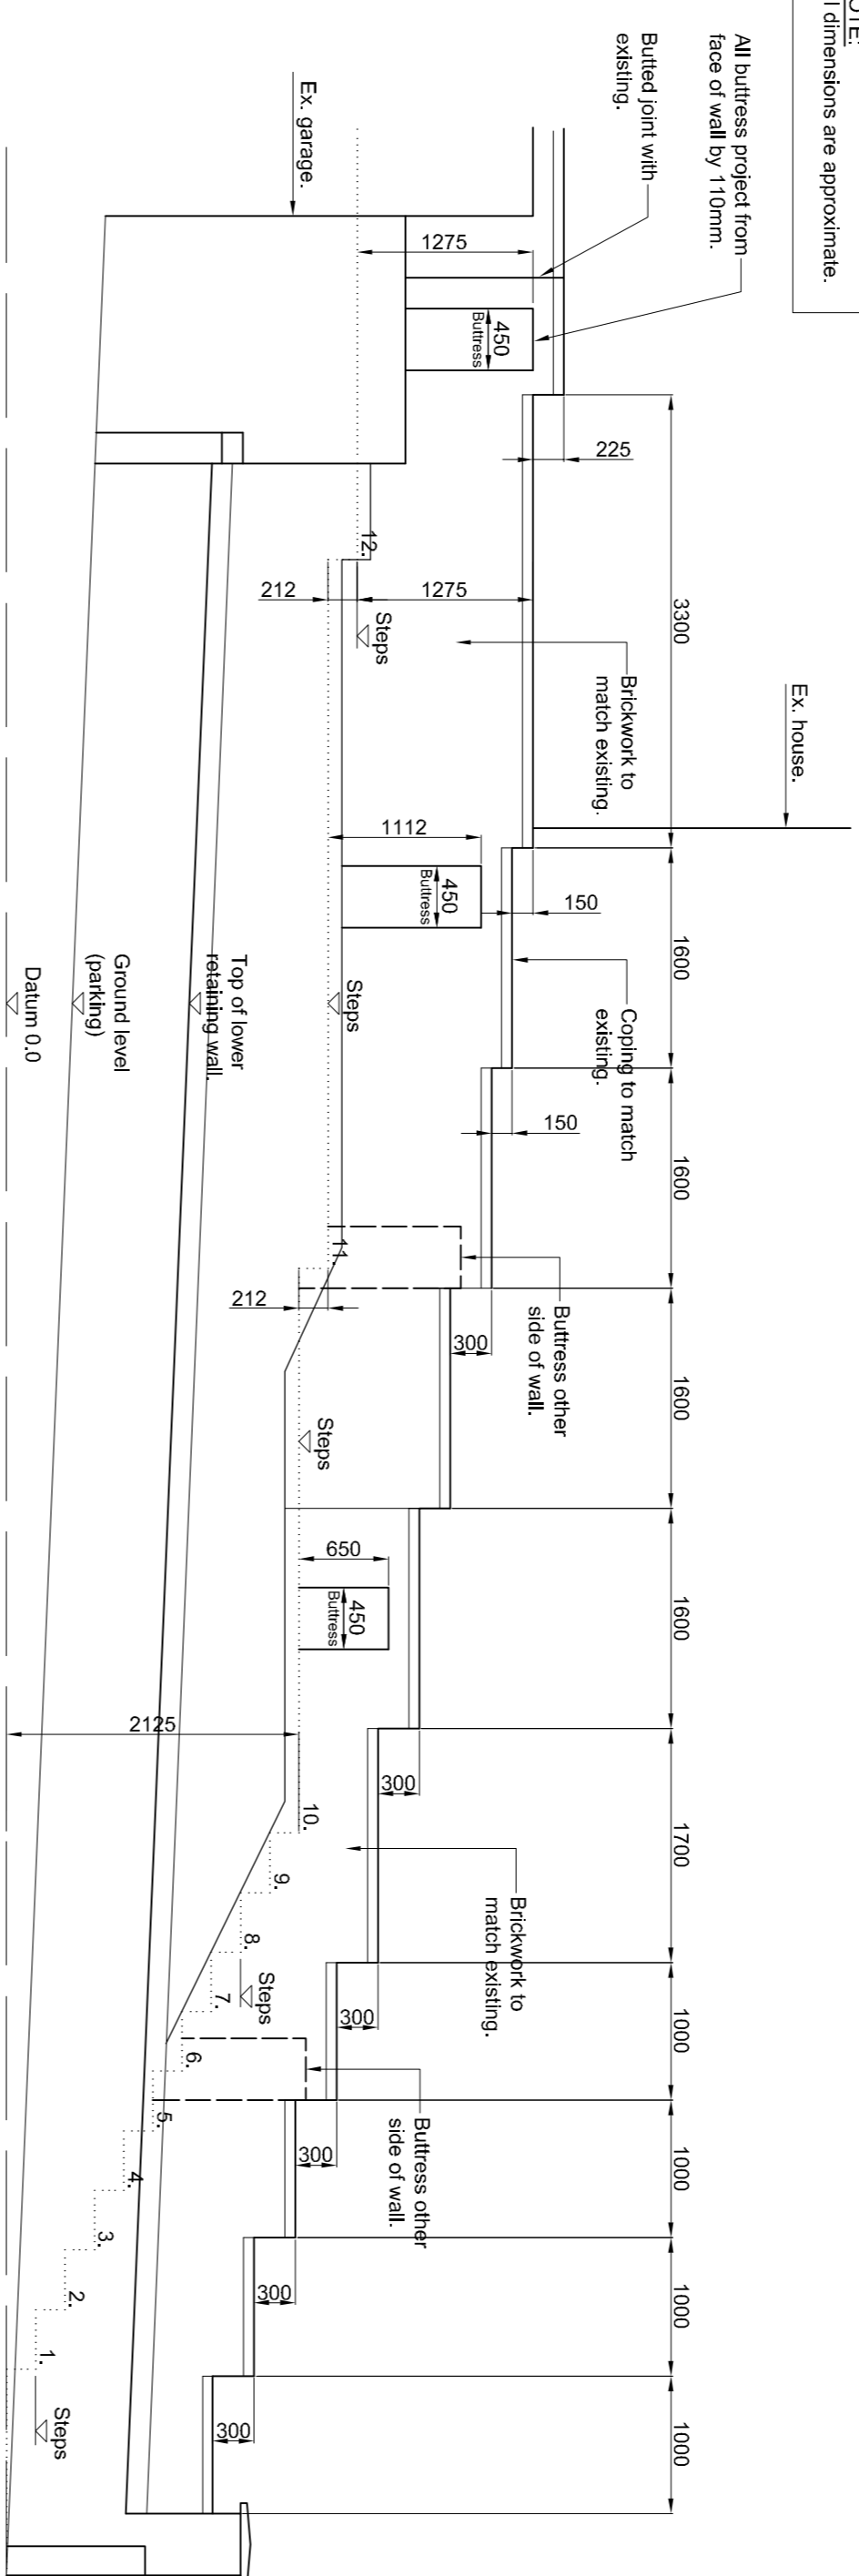 OTE:
l dimensions are approximate.
All buttress project from
face of wall by 110mm.
Butted joint with
existing.
Ex. garage.
1275
450
Buttress
225
3300
12.
212
1275
Steps
Brickwork to
match existing.
Ex. house.
1112
450
Buttress
150
1600
Steps
Coping to match
existing.
Top of lower
retaining wall.
Ground level
(parking)
Datum 0.0
150
1600
11.
212
Buttress other
side of wall.
300
1600
Steps
650
450
Buttress
1600
2125
300
1700
10.
9.
Brickwork to
match existing.
8.
Steps
7.
300
1000
6.
5.
Buttress other
side of wall.
300
1000
4.
3.
2.
300
1000
1.
Steps
300
1000